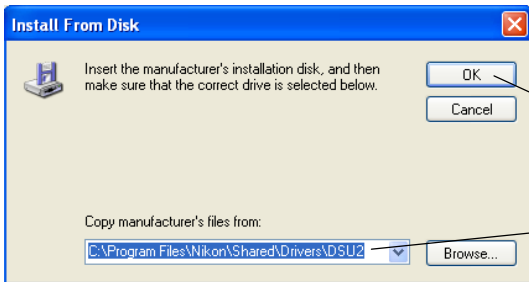 Install From Disk
Insert the manufacturer's installation disk, and then
make sure that the correct drive is selected below.
OK
Cancel
Copy manufacturer's files from:
C:\Program Files\Nikon\Shared\Drivers\DSU2
Browse...